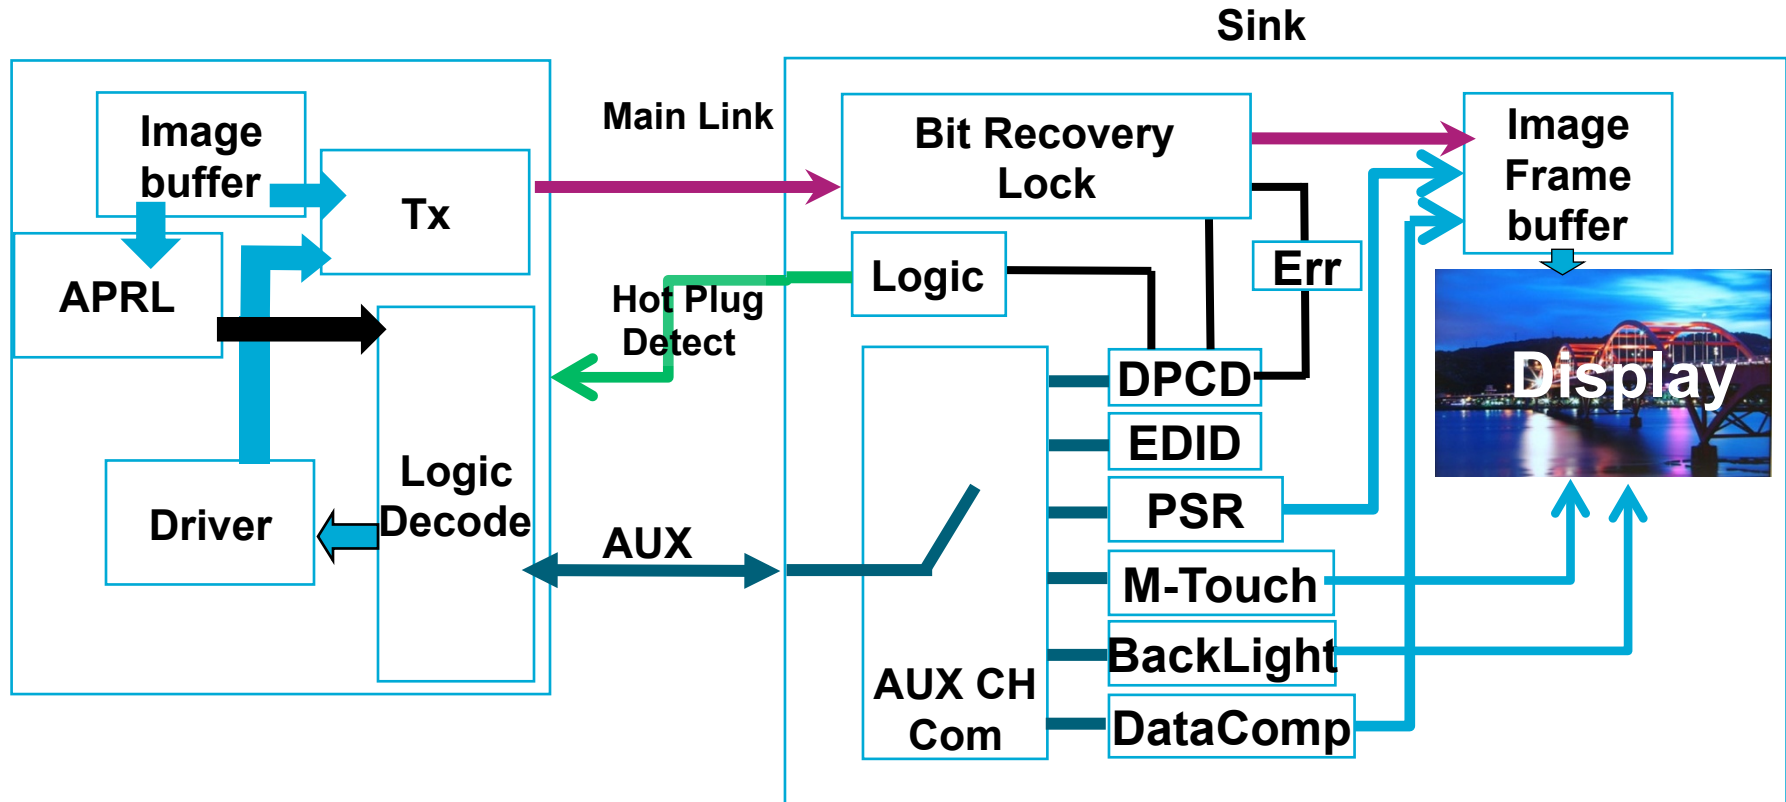 Sink
Image
buffer
Tx
APRL
Driver
Logic
Decode
Main Link
Hot Plug
Detect
AUX
Bit Recovery
Lock
Logic
Err
AUX CH
Com
DPCD
EDID
PSR
M-Touch
BackLight
DataComp
Image
Frame
buffer
Display